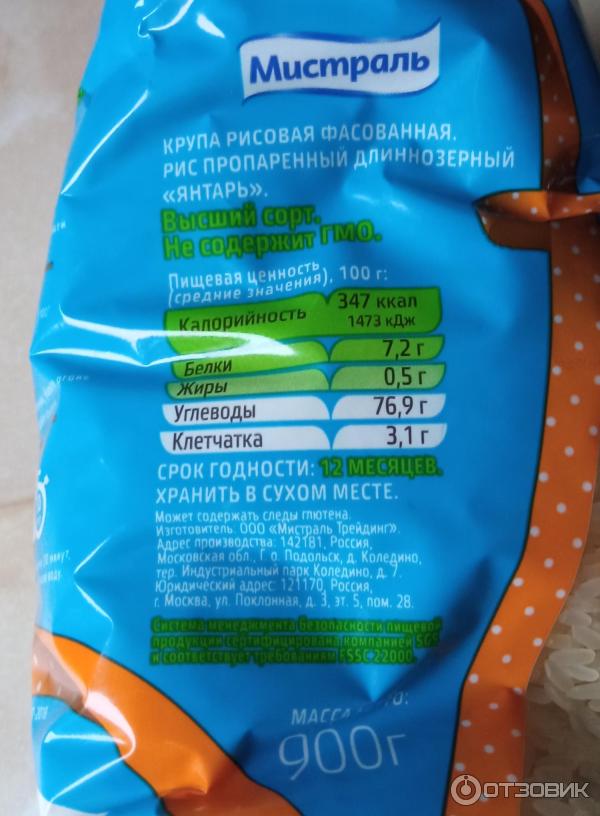 Мистраль
КРУПА РИСОВАЯ ФАСОВАННАЯ.
РИС ПРОПАРЕННЫЙ ДЛИННОЗЕРНЫЙ
«ЯНТАРЬ».
Высший сорт.
Не содержит ГМО.
Пищевая ценность
(средние значения), 100 г:
Калорийность 347 ккал
1473 кДж
Белки 7,2 г
Жиры 0,5 г
Углеводы 76,9 г
Клетчатка 3,1 г
СРОК ГОДНОСТИ: 12 МЕСЯЦЕВ.
ХРАНИТЬ В СУХОМ МЕСТЕ.
Может содержать следы глютена.
Изготовитель: ООО «Мистраль Трейдинг».
Адрес производства: 142181, Россия,
Московская обл., Г. о. Подольск, д. Коледино,
тер. Индустриальный парк Коледино, д. 7.
Юридический адрес: 121170, Россия,
г. Москва, ул. Поклонная, д. 3, эт. 5, пом. 28.
Система менеджмента безопасности пищевой
продукции сертифицирована компанией SGS
и соответствует требованиям FSSC 22000.
МАССА
900г
ОТЗОВИК